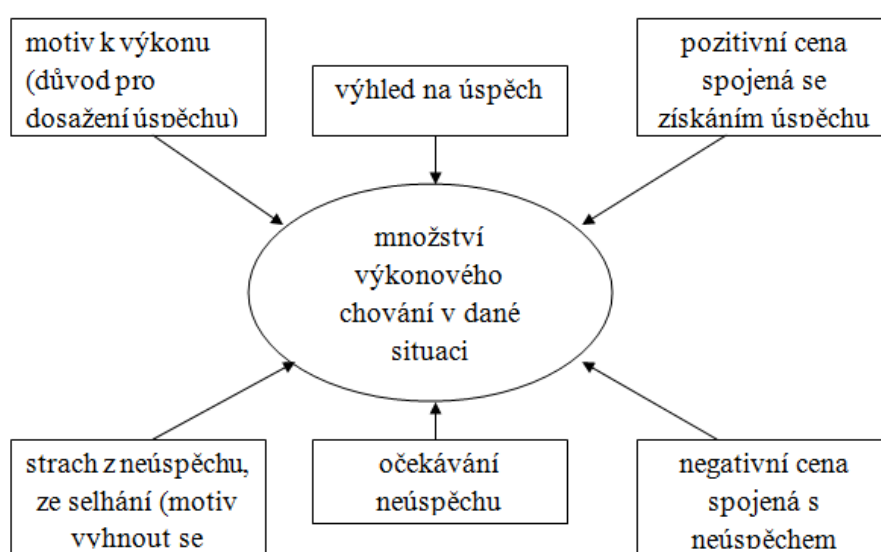 motiv k výkonu
(důvod pro
dosažení úspěchu)
výhled na úspěch
pozitivní cena
spojená se
získáním úspěchu
množství
výkonového
chování v dané
situaci
strach z neúspěchu,
ze selhání (motiv
vyhnout se
očekávání
neúspěchu
negativní cena
spojená s
neúspěchem